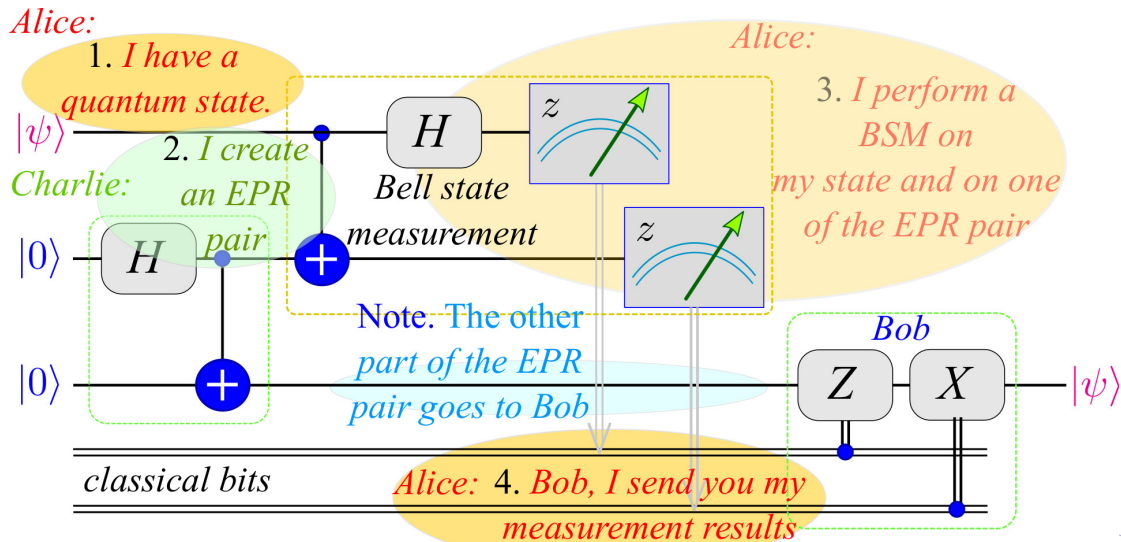 Alice:
1. I have a
quantum state.
|ψ⟩
2. I create
an EPR
pair
Charlie:
|0⟩
H
H
z
Bell state
measurement
z
Alice:
3. I perform a
BSM on
my state and on one
of the EPR pair
Note. The other
part of the EPR
pair goes to Bob
|0⟩
Bob
Z
X
|ψ⟩
classical bits
Alice: 4. Bob, I send you my
measurement results